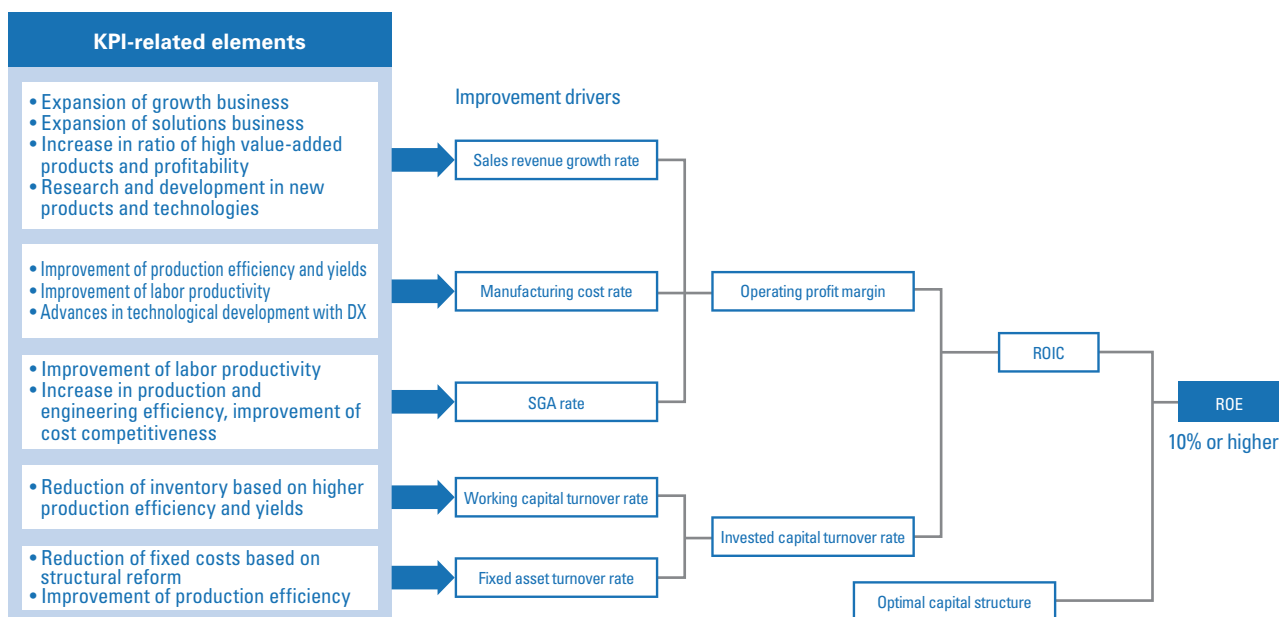 KPI-related elements
• Expansion of growth business
• Expansion of solutions business
• Increase in ratio of high value-added
products and profitability
• Research and development in new
products and technologies
• Improvement of production efficiency and yields
• Improvement of labor productivity
• Advances in technological development with DX
• Improvement of labor productivity
• Increase in production and
engineering efficiency, improvement of
cost competitiveness
• Reduction of inventory based on higher
production efficiency and yields
• Reduction of fixed costs based on
structural reform
• Improvement of production efficiency
Improvement drivers
Sales revenue growth rate
Manufacturing cost rate
SGA rate
Working capital turnover rate
Fixed asset turnover rate
Operating profit margin
Invested capital turnover rate
Optimal capital structure
ROIC
ROE
10% or higher